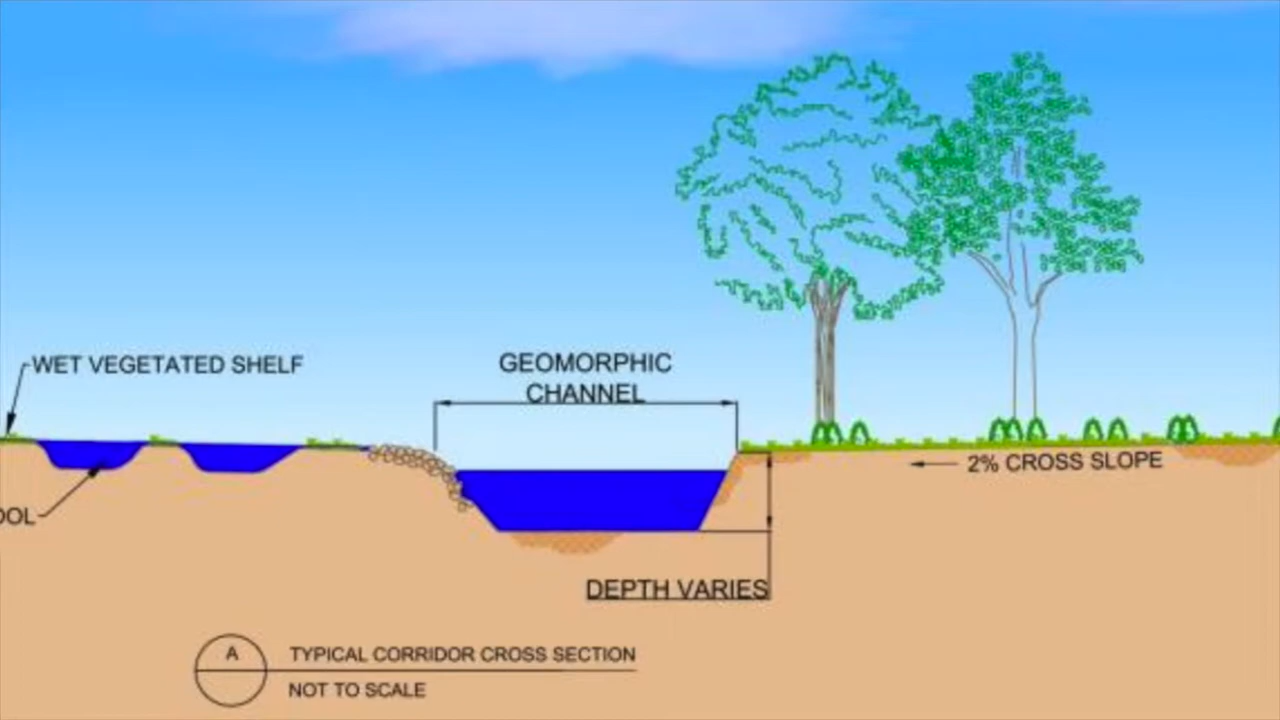 GEOMORPHIC
CHANNEL
WET VEGETATED SHELF
2% CROSS SLOPE
DEPTH VARIES
A
TYPICAL CORRIDOR CROSS SECTION
NOT TO SCALE